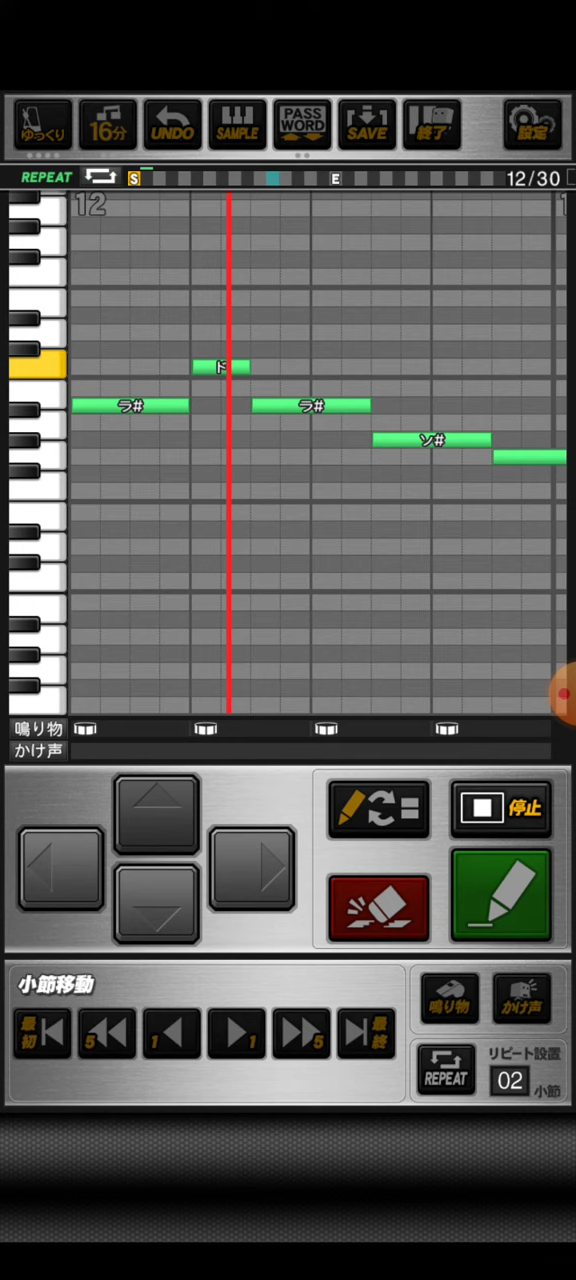 ゆっくり 16分 UNDO SAMPLE PASS WORD SAVE 終了 設定
REPEAT S E 12/30
12
ド
ラ# ラ#
ソ#
鳴り物
かけ声
停止
小節移動
最初 5 1 1 5 最終
鳴り物 かけ声
REPEAT リピート設置
02 小節